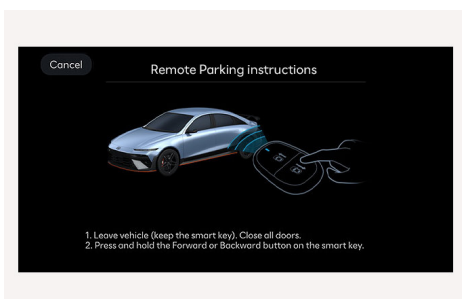 Cancel
Remote Parking instructions
1. Leave vehicle (keep the smart key). Close all doors.
2. Press and hold the Forward or Backward button on the smart key.